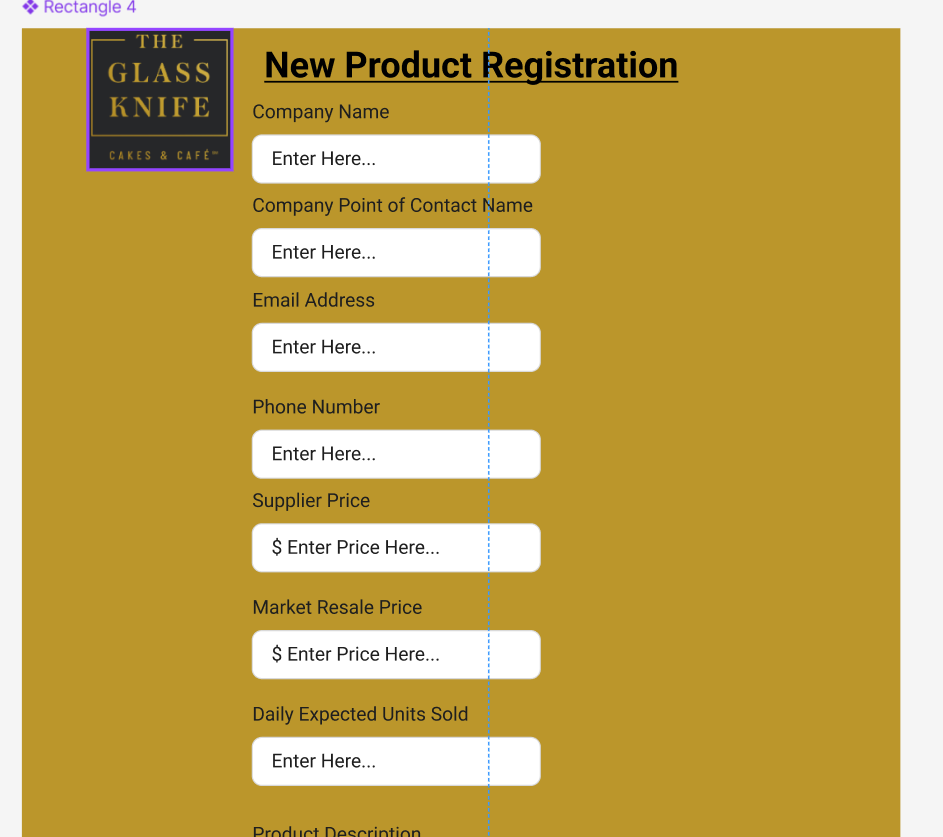 Rectangle 4
THE
GLASS
KNIFE
CAKES & CAFÉ
New Product Registration
Company Name
Enter Here...
Company Point of Contact Name
Enter Here...
Email Address
Enter Here...
Phone Number
Enter Here...
Supplier Price
$ Enter Price Here...
Market Resale Price
$ Enter Price Here...
Daily Expected Units Sold
Enter Here...
Product Description